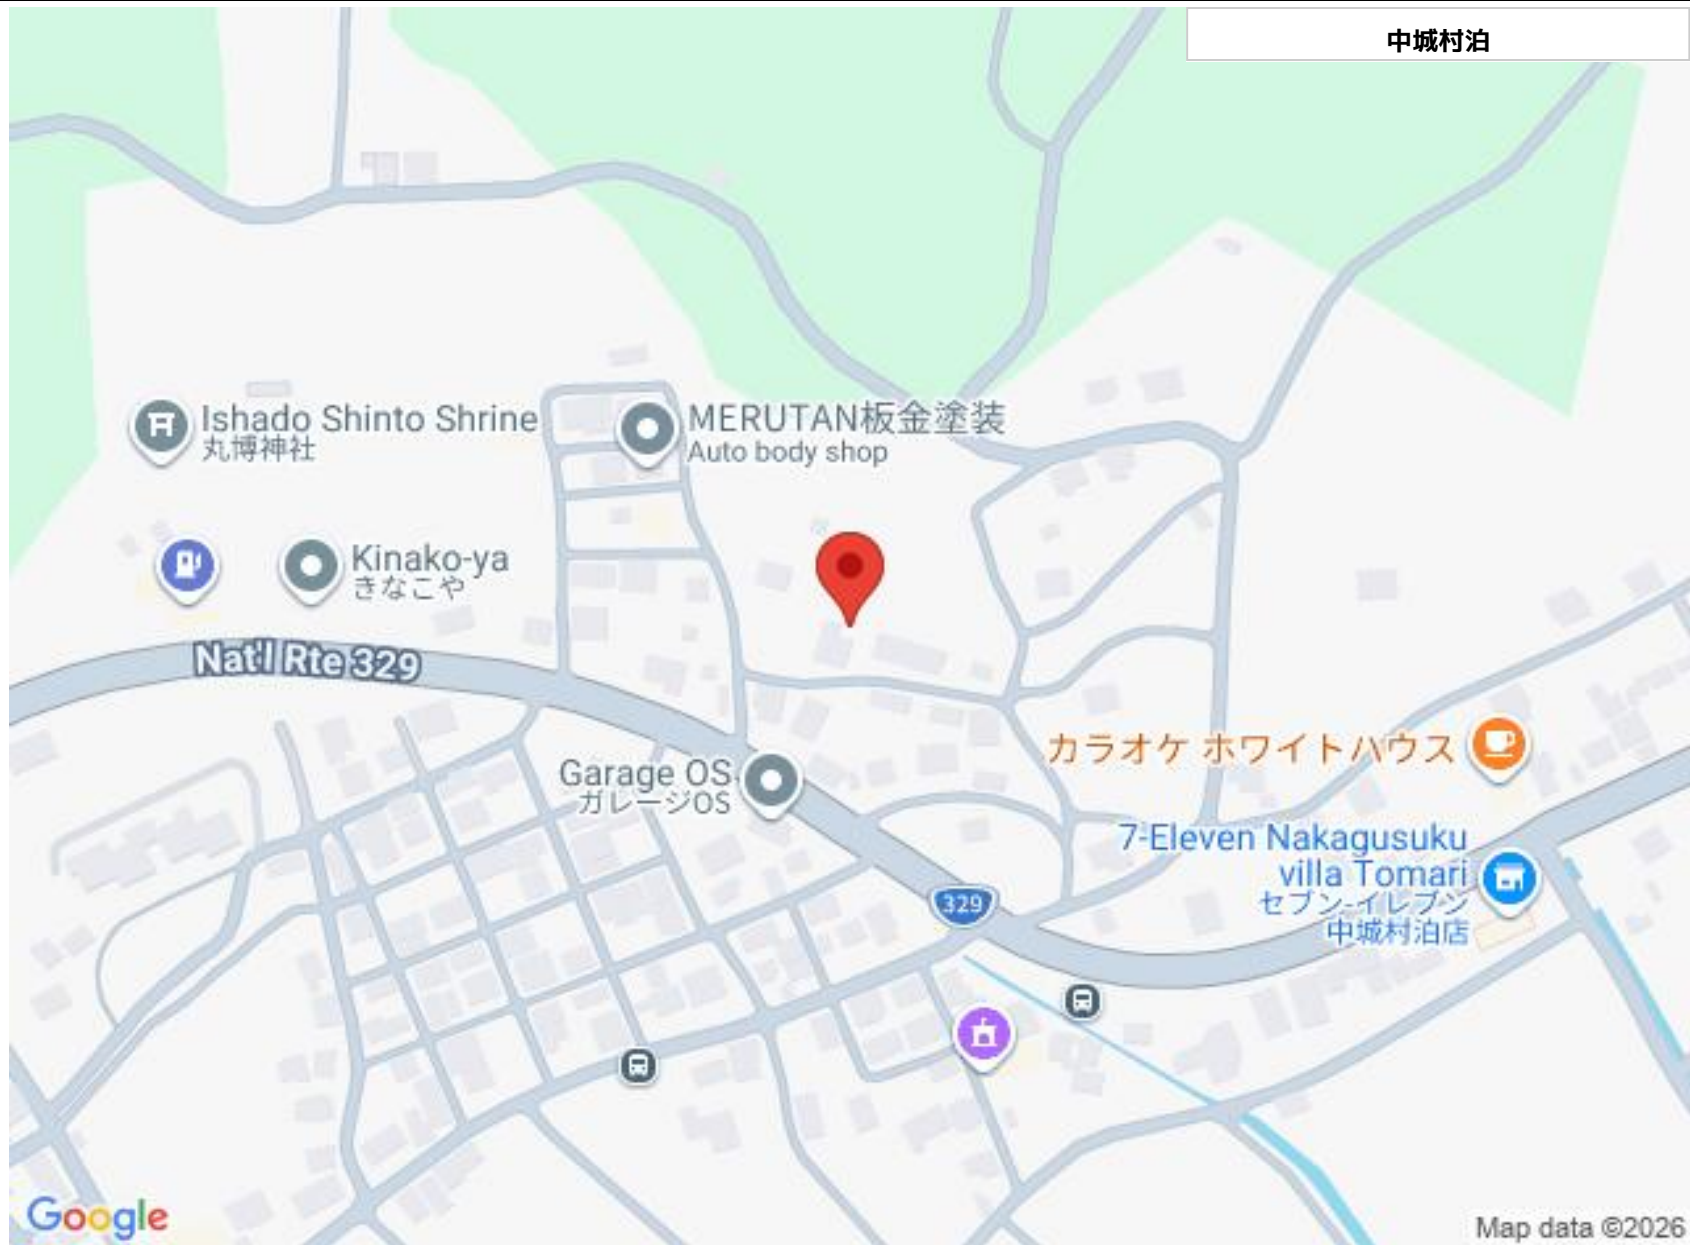 中城村泊
Ishado Shinto Shrine
丸博神社
MERUTAN板金塗装
Auto body shop
Kinako-ya
きなこや
Nat'l Rte 329
カラオケ ホワイトハウス
Garage OS
ガレージOS
7-Eleven Nakagusuku
villa Tomari
セブン-イレブン
中城村泊店
329
Google
Map data ©2026